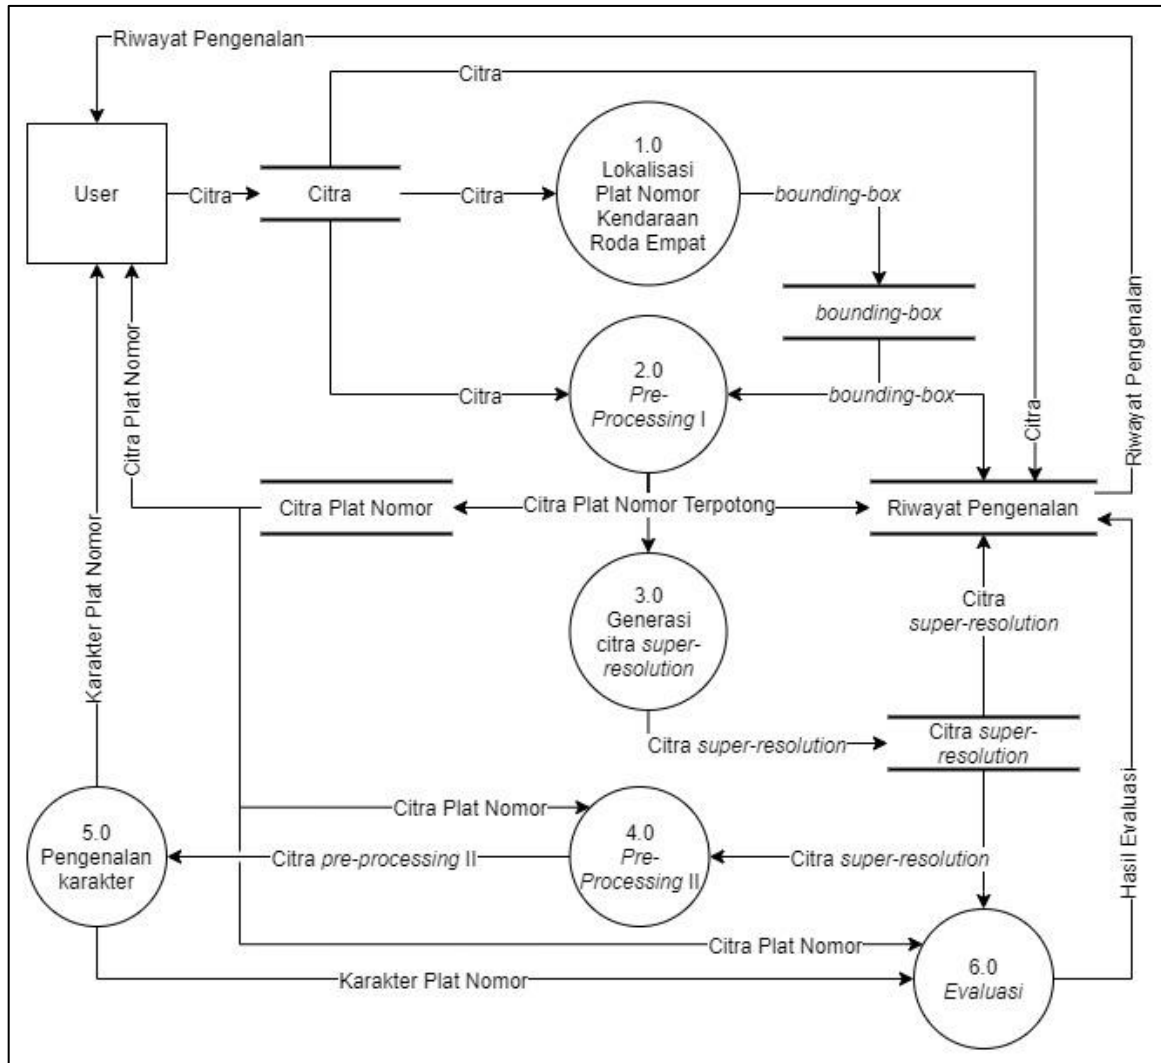 Riwayat Pengenalan
Citra
User
Citra
Citra
Citra
1.0
Lokalisasi
Plat Nomor
Kendaraan
Roda Empat
bounding-box
bounding-box
Citra
2.0
Pre-
Processing I
bounding-box
Citra
Riwayat Pengenalan
Citra Plat Nomor
Citra Plat Nomor
Citra Plat Nomor Terpotong
Riwayat Pengenalan
Karakter Plat Nomor
3.0
Generasi
citra super-
resolution
Citra
super-resolution
Citra super-resolution
Citra super-
resolution
Hasil Evaluasi
Citra Plat Nomor
5.0
Pengenalan
karakter
Citra pre-processing II
4.0
Pre-
Processing II
Citra super-resolution
Citra Plat Nomor
Karakter Plat Nomor
6.0
Evaluasi